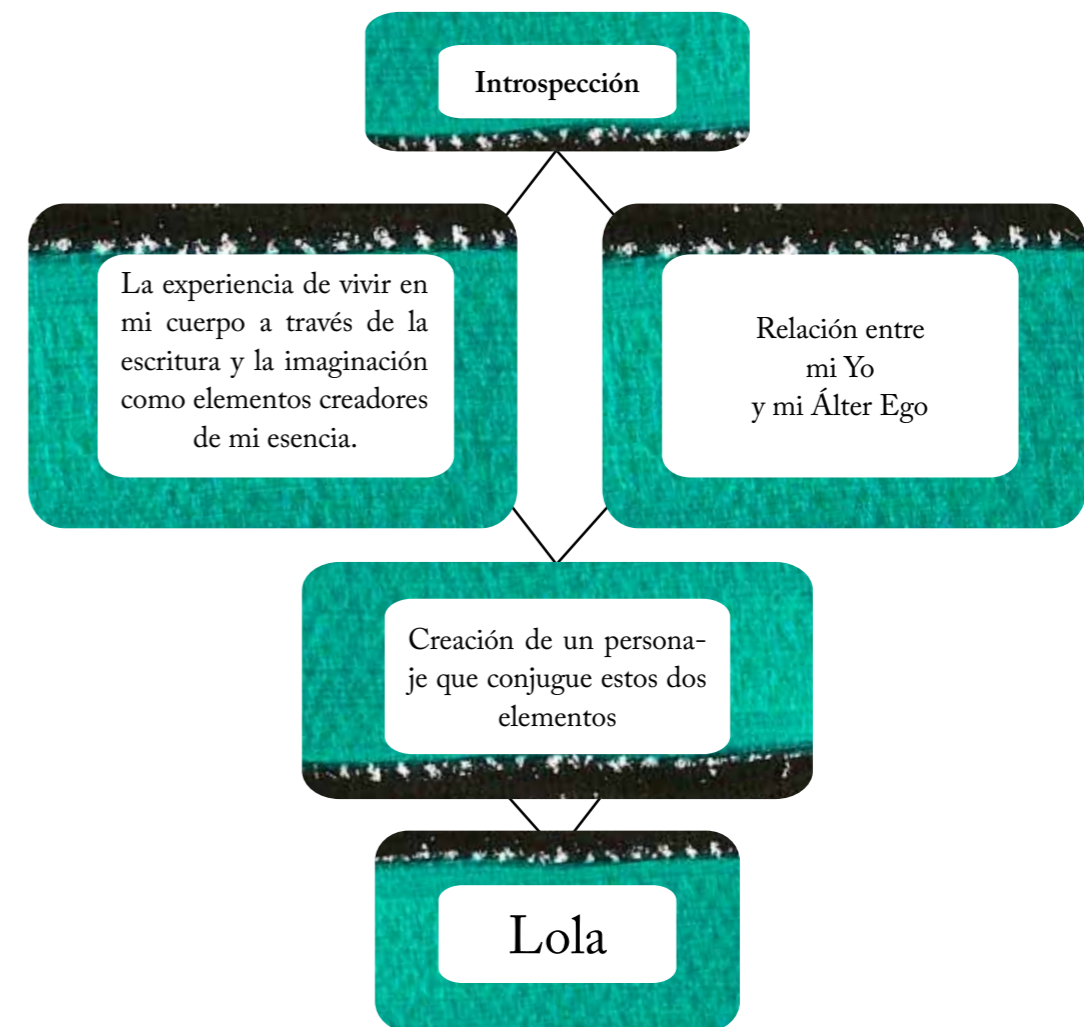 Introspección
La experiencia de vivir en
mi cuerpo a través de la
escritura y la imaginación
como elementos creadores
de mi esencia.
Relación entre
mi Yo
y mi Álter Ego
Creación de un persona-
je que conjugue estos dos
elementos
Lola